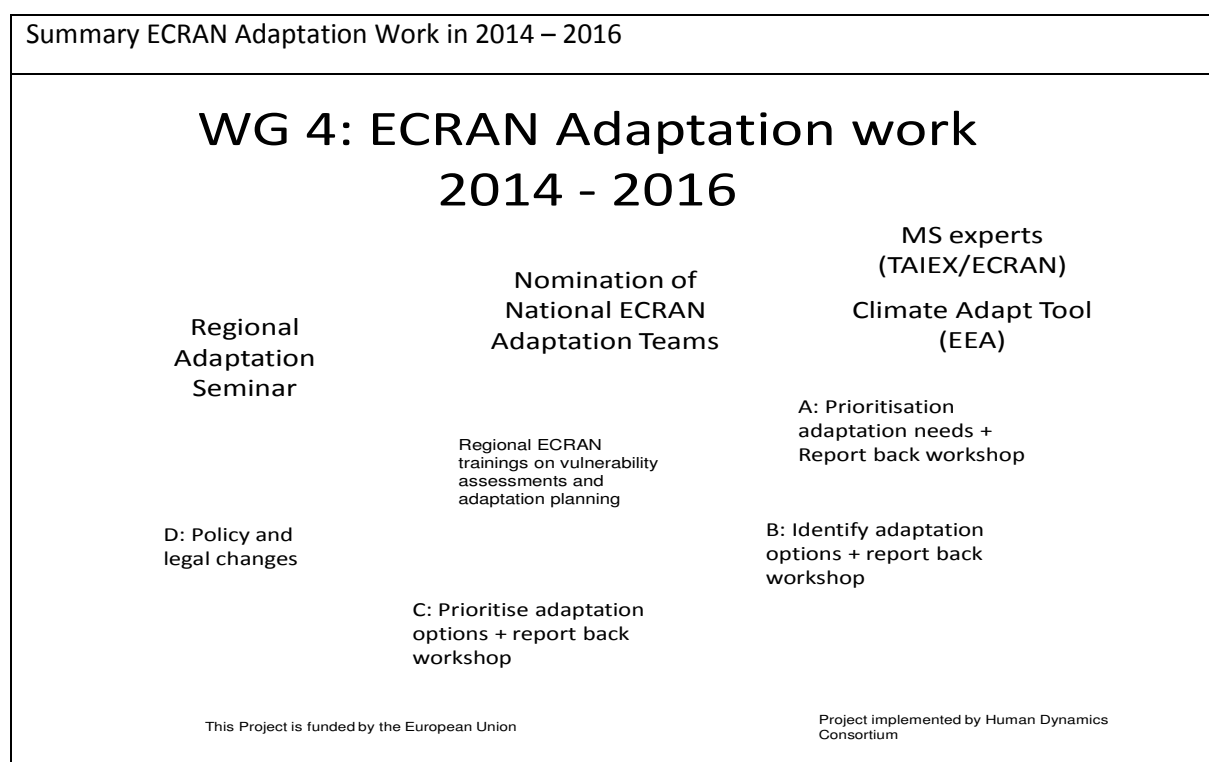 Summary ECRAN Adaptation Work in 2014 – 2016
WG 4: ECRAN Adaptation work
2014 - 2016
Regional
Adaptation
Seminar
Nomination of
National ECRAN
Adaptation Teams
MS experts
(TAIEX/ECRAN)
Climate Adapt Tool
(EEA)
A: Prioritisation
adaptation needs +
Report back workshop
Regional ECRAN
trainings on vulnerability
assessments and
adaptation planning
B: Identify adaptation
options + report back
workshop
D: Policy and
legal changes
C: Prioritise adaptation
options + report back
workshop
This Project is funded by the European Union
Project implemented by Human Dynamics
Consortium